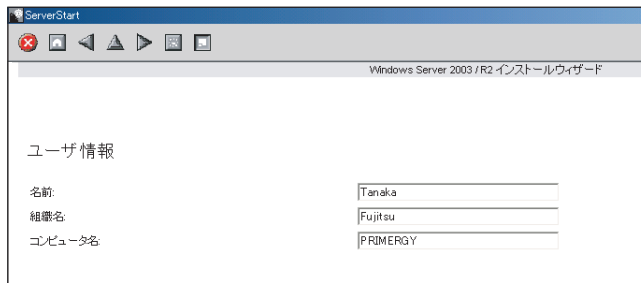 ServerStart
Windows Server 2003 / R2 インストールウィザード
ユーザ情報
名前: Tanaka
組織名: Fujitsu
コンピュータ名: PRIMERGY